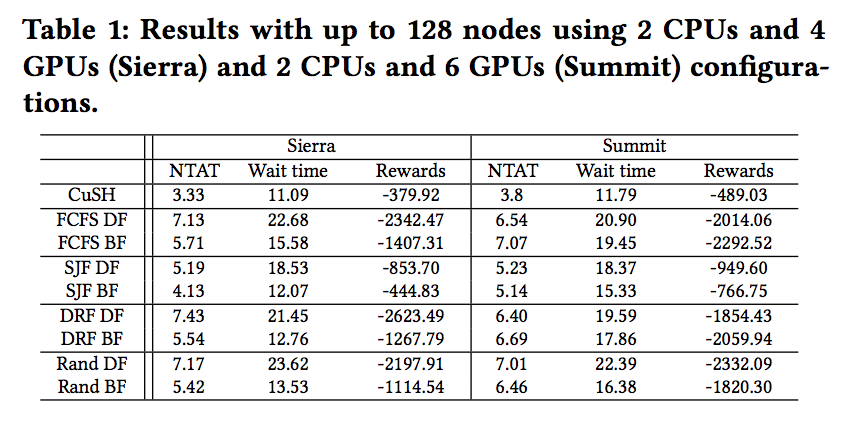 Table 1: Results with up to 128 nodes using 2 CPUs and 4
GPUs (Sierra) and 2 CPUs and 6 GPUs (Summit) configura-
tions.
Sierra Summit
NTAT Wait time Rewards NTAT Wait time Rewards
CuSH 3.33 11.09 -379.92 3.8 11.79 -489.03
FCFS DF 7.13 22.68 -2342.47 6.54 20.90 -2014.06
FCFS BF 5.71 15.58 -1407.31 7.07 19.45 -2292.52
SJF DF 5.19 18.53 -853.70 5.23 18.37 -949.60
SJF BF 4.13 12.07 -444.83 5.14 15.33 -766.75
DRF DF 7.43 21.45 -2623.49 6.40 19.59 -1854.43
DRF BF 5.54 12.76 -1267.79 6.69 17.86 -2059.94
Rand DF 7.17 23.62 -2197.91 7.01 22.39 -2332.09
Rand BF 5.42 13.53 -1114.54 6.46 16.38 -1820.30